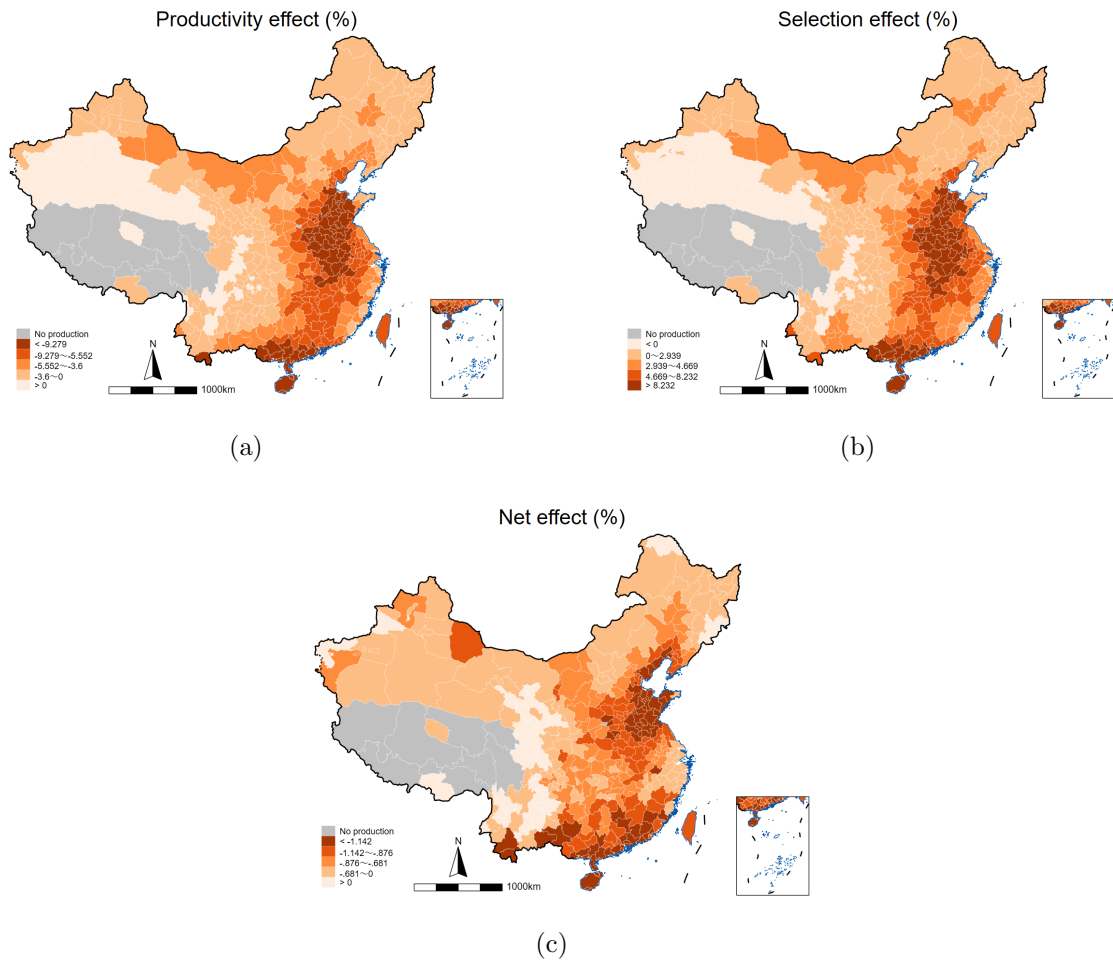 Productivity effect (%)
No production
< -9.279
-9.279～-5.552
-5.552～-3.6
-3.6～0
> 0
N
1000km
(a)
Selection effect (%)
No production
< 0
0～2.939
2.939～4.669
4.669～8.232
> 8.232
N
1000km
(b)
Net effect (%)
No production
< -1.142
-1.142～-.876
-.876～-.681
-.681～0
> 0
N
1000km
(c)